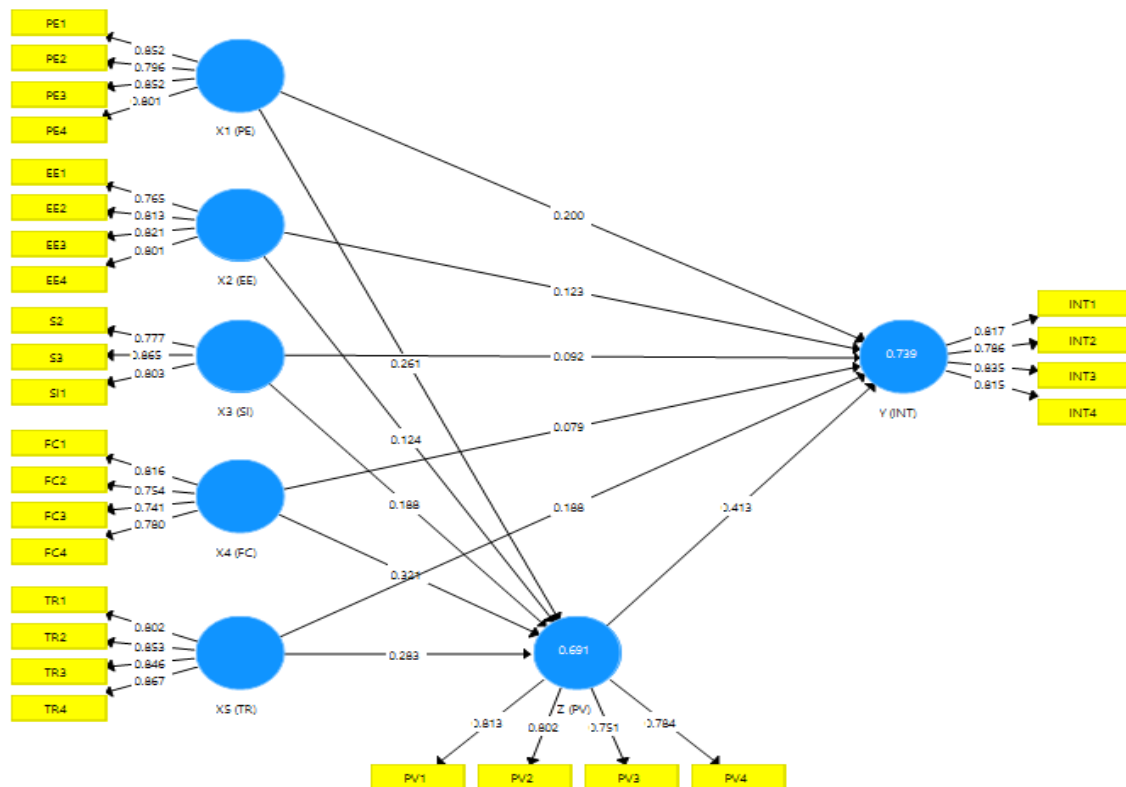 PE1
PE2
PE3
PE4
0.852
0.796
0.852
0.801
X1 (PE)
EE1
EE2
EE3
EE4
0.765
0.813
0.821
0.801
X2 (EE)
S2
S3
SI1
0.777
0.865
0.803
X3 (SI)
FC1
FC2
FC3
FC4
0.816
0.754
0.741
0.780
X4 (FC)
TR1
TR2
TR3
TR4
0.802
0.853
0.846
0.867
X5 (TR)
0.200
0.123
0.092
0.079
0.188
0.413
0.261
0.124
0.188
0.321
0.283
0.739
Y (INT)
INT1
INT2
INT3
INT4
0.817
0.786
0.835
0.815
0.691
Z (PV)
0.813
0.802
0.751
0.784
PV1
PV2
PV3
PV4